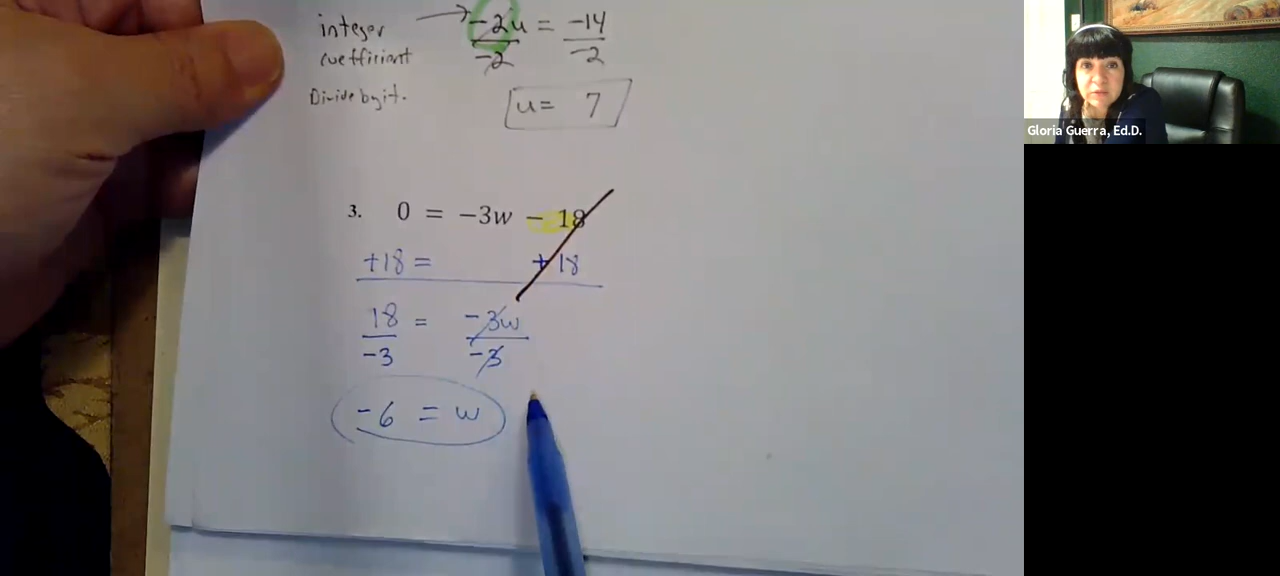 integer → -2u = -14
coefficient -2 -2
Divide by it. u = 7
3. 0 = −3w − 18
+18 = +18
18 = -3w
-3 -3
-6 = w
Gloria Guerra, Ed.D.